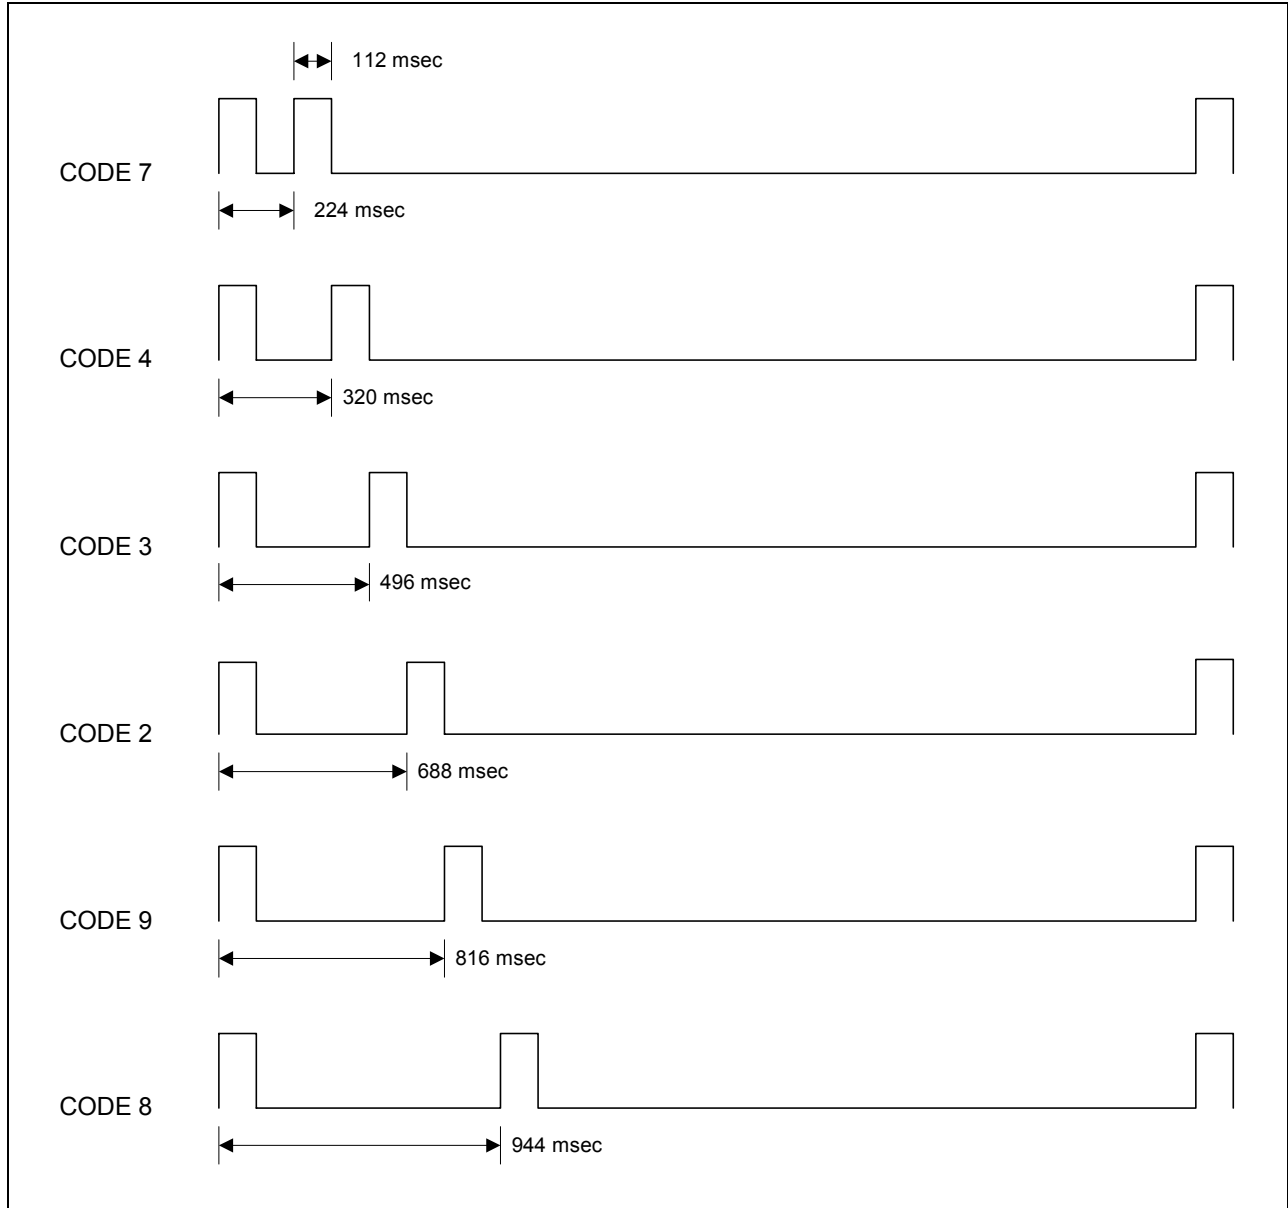 112 msec
CODE 7
224 msec
CODE 4
320 msec
CODE 3
496 msec
CODE 2
688 msec
CODE 9
816 msec
CODE 8
944 msec